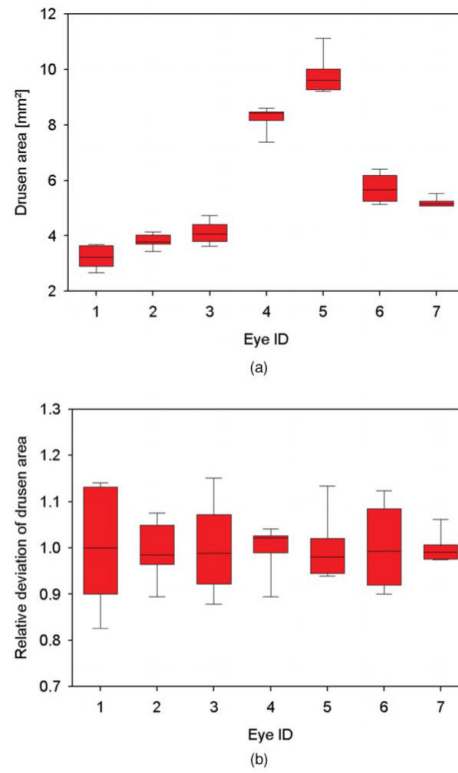 Drusen area [mm²]
12
10
8
6
4
2
1 2 3 4 5 6 7
Eye ID
(a)
Relative deviation of drusen area
1.3
1.2
1.1
1.0
0.9
0.8
0.7
1 2 3 4 5 6 7
Eye ID
(b)